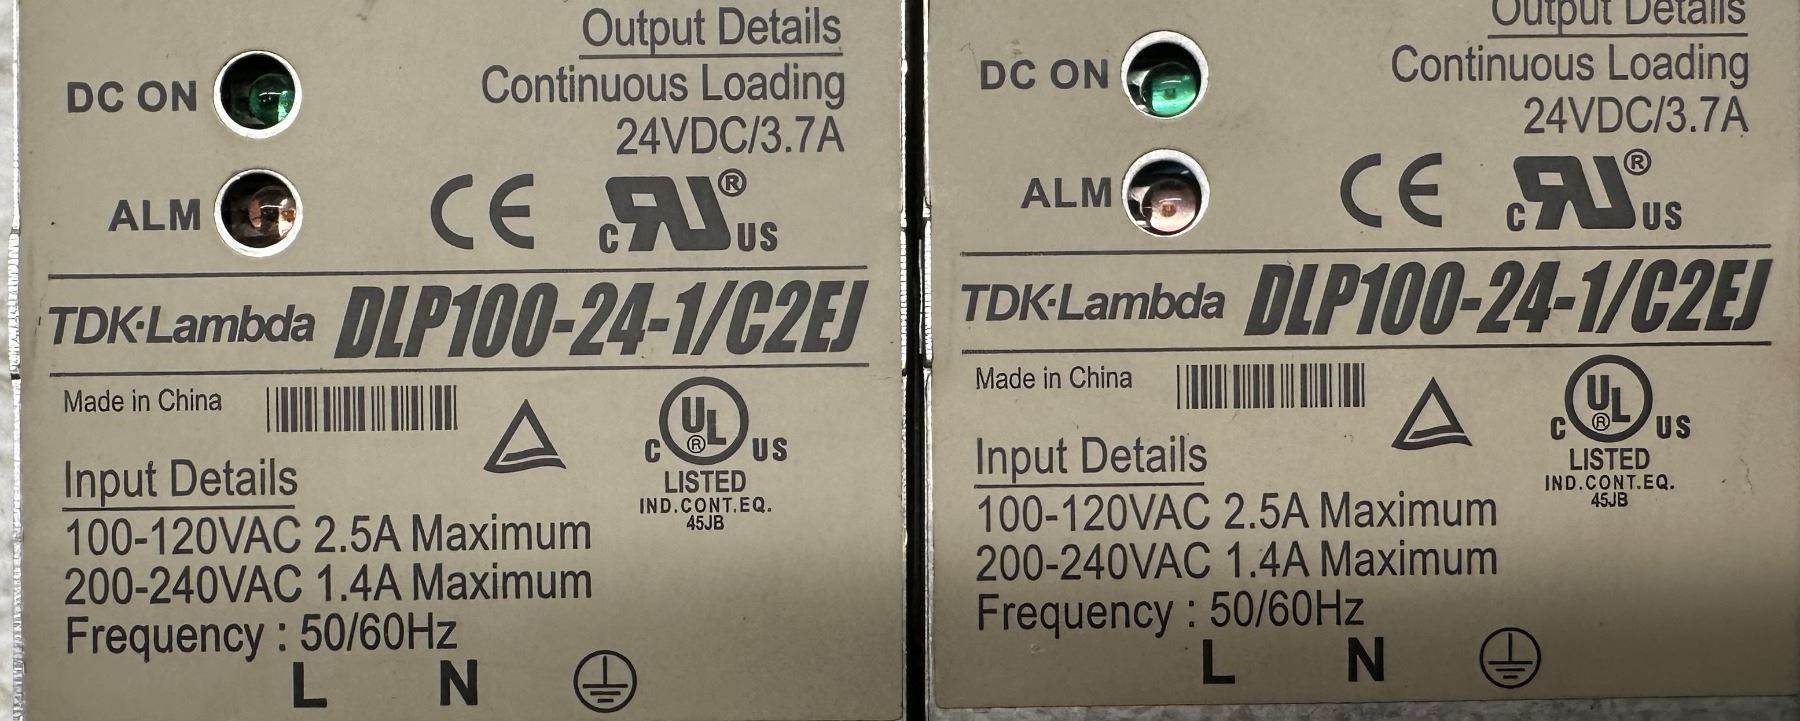 Output Details
DC ON
Continuous Loading
24VDC/3.7A
ALM
CE
c RU ® US
TDK·Lambda DLP100-24-1/C2EJ
Made in China
C UL ® US
LISTED
IND.CONT.EQ.
45JB
Input Details
100-120VAC 2.5A Maximum
200-240VAC 1.4A Maximum
Frequency : 50/60Hz
L N
Output Details
DC ON
Continuous Loading
24VDC/3.7A
ALM
CE
c RU ® US
TDK·Lambda DLP100-24-1/C2EJ
Made in China
C UL ® US
LISTED
IND.CONT.EQ.
45JB
Input Details
100-120VAC 2.5A Maximum
200-240VAC 1.4A Maximum
Frequency : 50/60Hz
L N